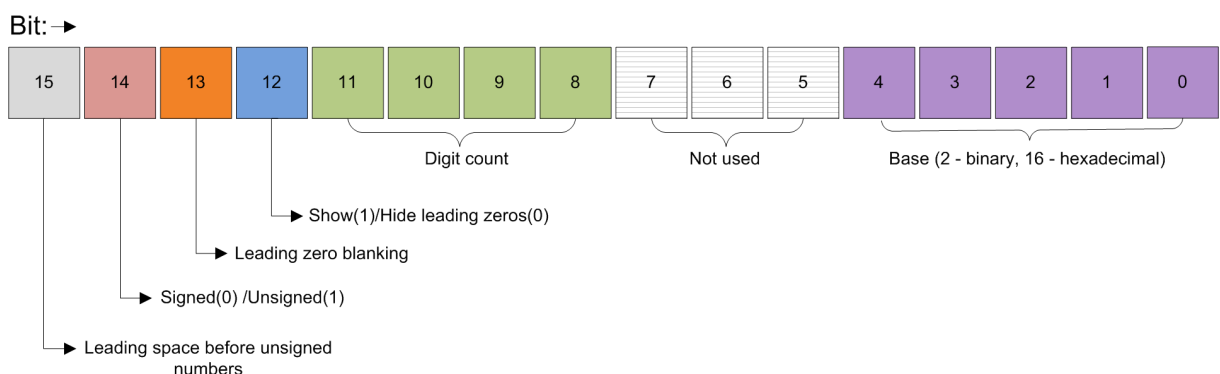 Bit:
15 14 13 12 11 10 9 8 7 6 5 4 3 2 1 0
Digit count
Not used
Base (2 - binary, 16 - hexadecimal)
Show(1)/Hide leading zeros(0)
Leading zero blanking
Signed(0) /Unsigned(1)
Leading space before unsigned
numbers